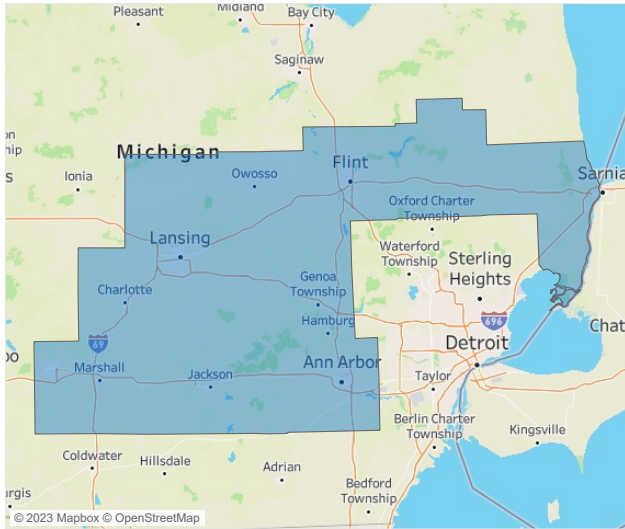 Pleasant
Midland
Bay City
Saginaw
Michigan
Flint
Ionia
Owosso
Sarnia
Oxford Charter
Township
Lansing
Waterford
Township
Sterling
Heights
Charlotte
Genoa
Township
Hamburg
696
Chat
69
Detroit
Marshall
Jackson
Ann Arbor
Taylor
Berlin Charter
Township
Kingsville
Coldwater
Hillsdale
Adrian
Bedford
Township
© 2023 Mapbox © OpenStreetMap